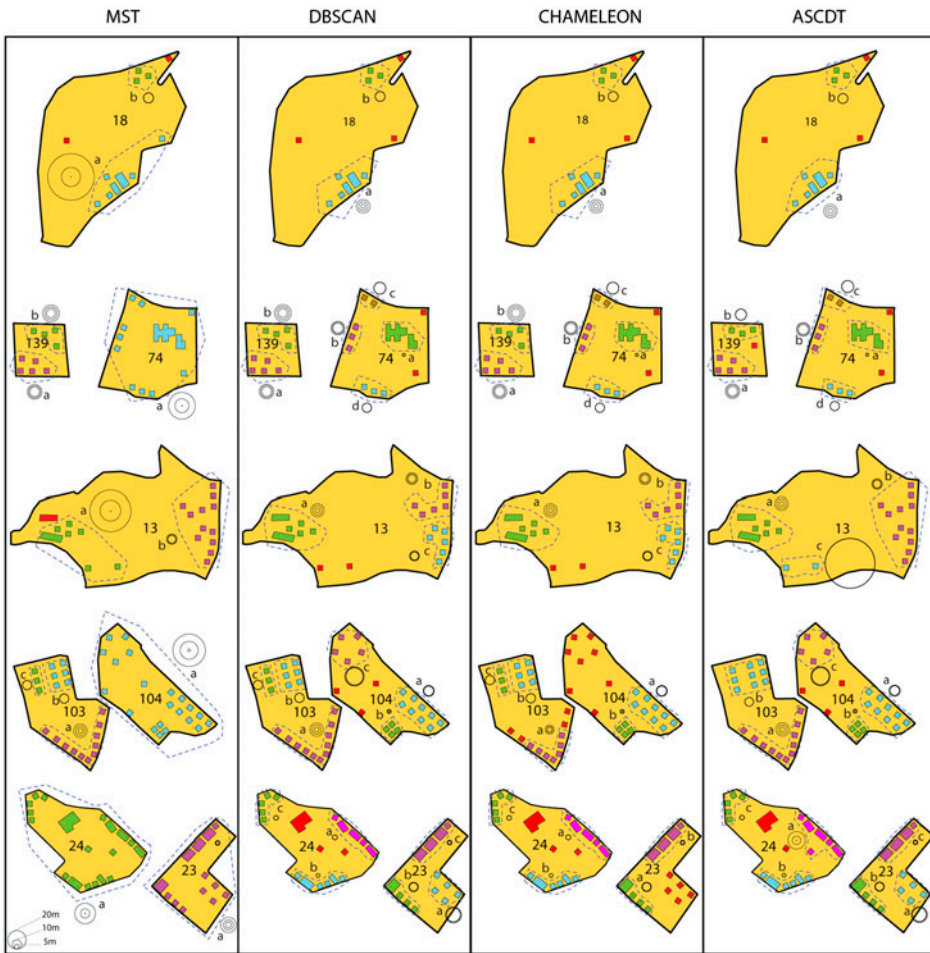 MST DBSCAN CHAMELEON ASCDT
b b b b
18 18 18 18
a a a a
b c b c b c b
b b b
139 74 139 74 139 74 139 74
a a a
a a a d a d a d
a b a b a b a b
13 13 13 13
b c c c
a c c
c b 104 c b 104 a c b 104 a b 104 a
103 103 b 103 b 103 b
a a a a
c c c
24 23 24 a 23 c 24 a 23 b 24 a 23 c
b b b b b
a a a a a
20m
10m
5m